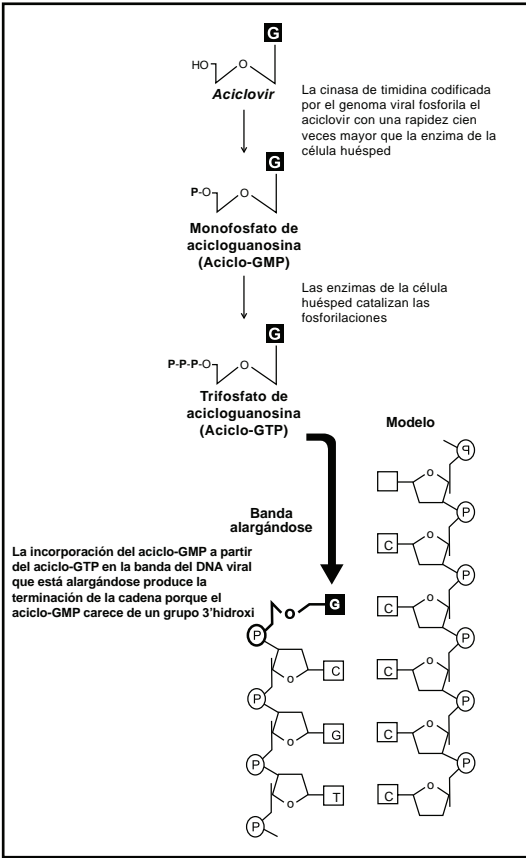 G
HO
O
Aciclovir
La cinasa de timidina codificada
por el genoma viral fosforila el
aciclovir con una rapidez cien
veces mayor que la enzima de la
célula huésped
G
P-O
O
Monofosfato de
acicloguanosina
(Aciclo-GMP)
Las enzimas de la célula
huésped catalizan las
fosforilaciones
G
P-P-P-O
O
Trifosfato de
acicloguanosina
(Aciclo-GTP)
Modelo
P
O
P
C
O
P
C
O
P
C
O
P
C
O
P
C
O
Banda
alargándose
La incorporación del aciclo-GMP a partir
del aciclo-GTP en la banda del DNA viral
que está alargándose produce la
terminación de la cadena porque el
aciclo-GMP carece de un grupo 3'hidroxi
O
G
P
O
C
P
O
G
P
O
T
P